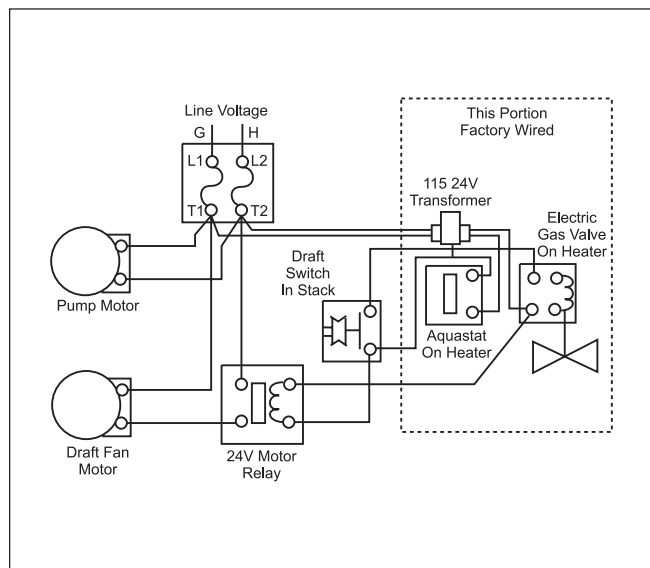 Line Voltage
G H
L1 L2
T1 T2
This Portion
Factory Wired
115 24V
Transformer
Electric
Gas Valve
On Heater
Draft
Switch
In Stack
Pump Motor
Aquastat
On Heater
Draft Fan
Motor
24V Motor
Relay